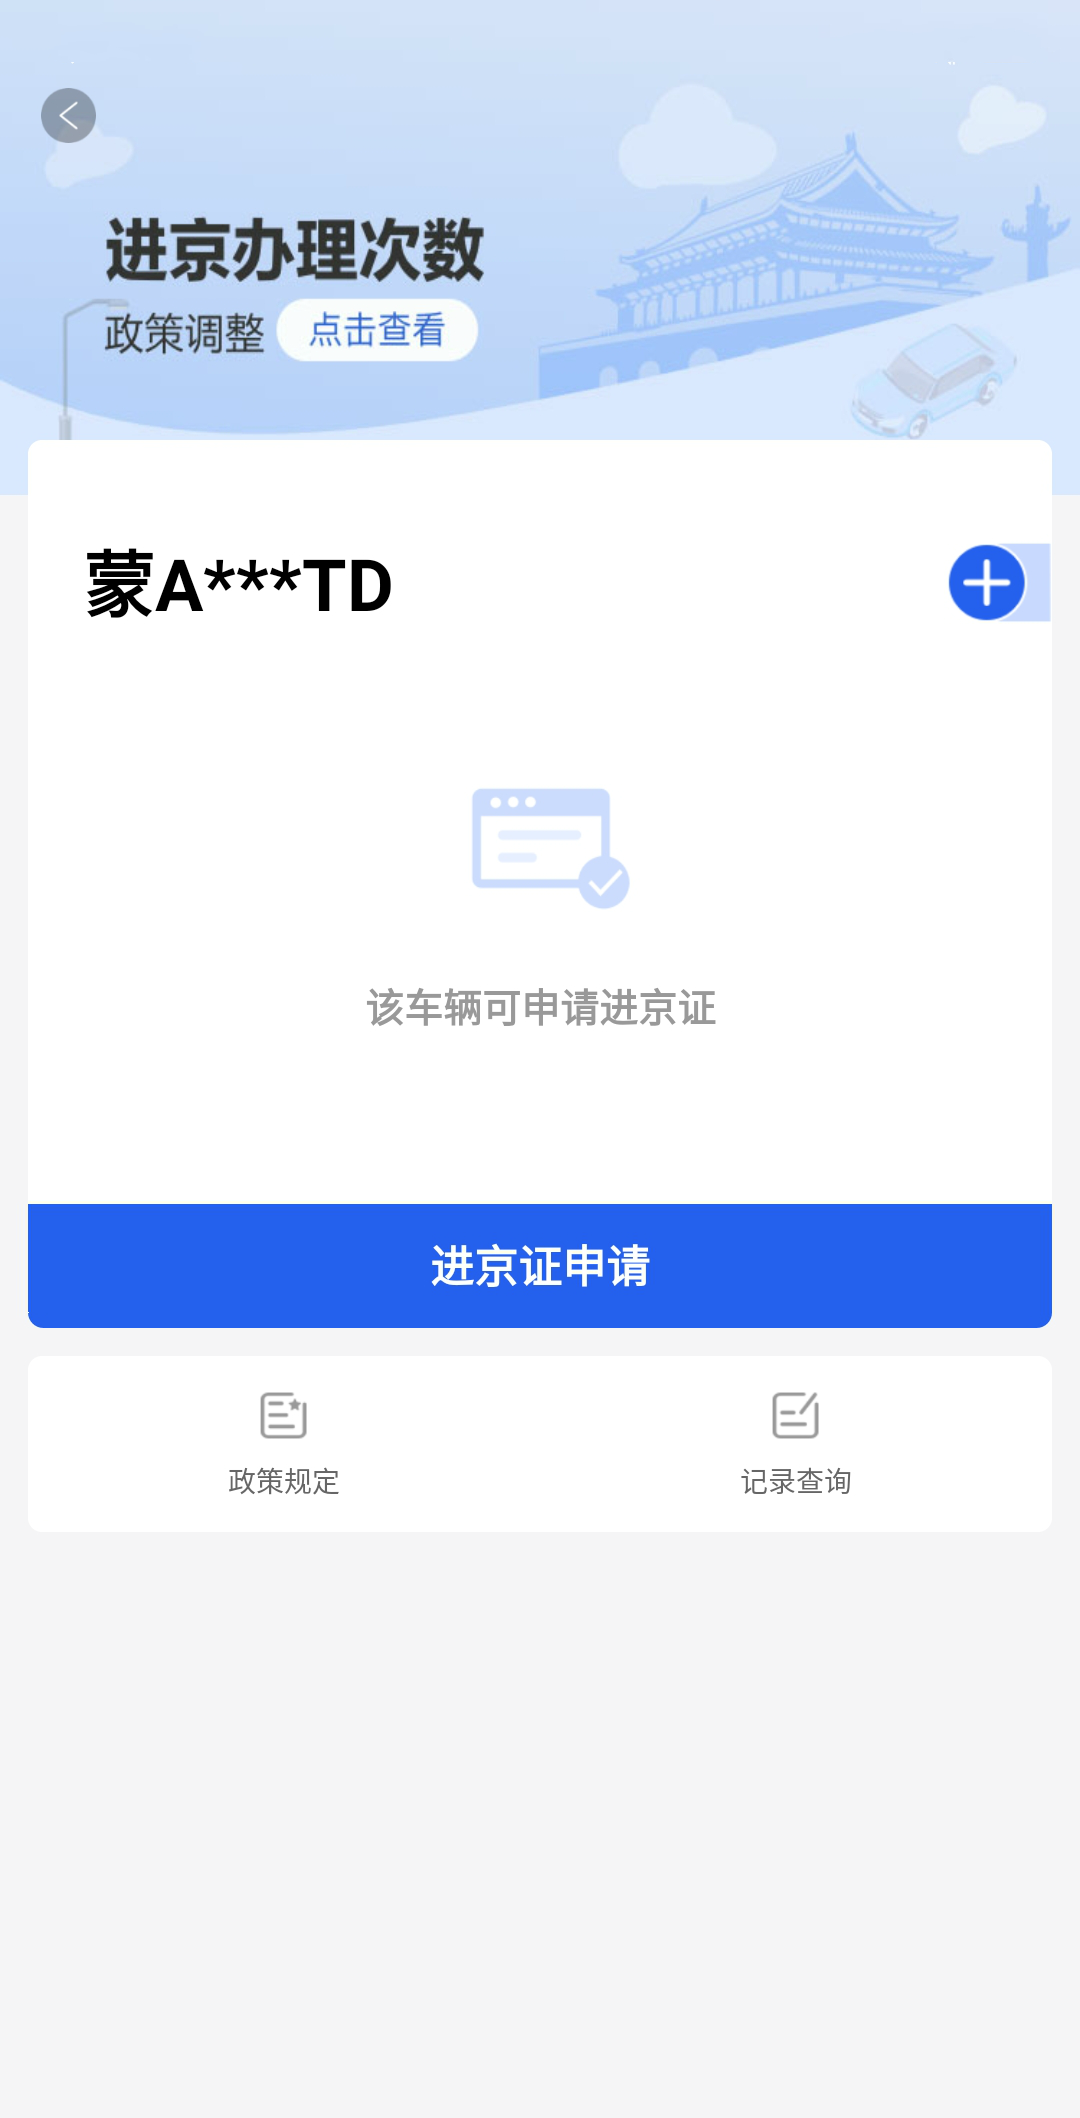 进京办理次数
政策调整 点击查看
蒙A***TD
该车辆可申请进京证
进京证申请
政策规定 记录查询